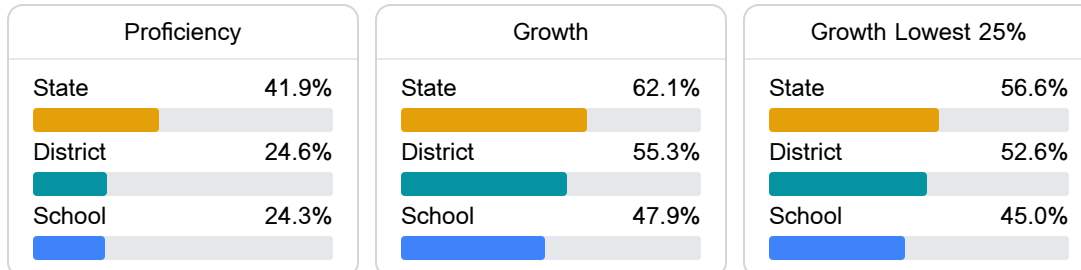 Proficiency
State 41.9%
District 24.6%
School 24.3%
Growth
State 62.1%
District 55.3%
School 47.9%
Growth Lowest 25%
State 56.6%
District 52.6%
School 45.0%